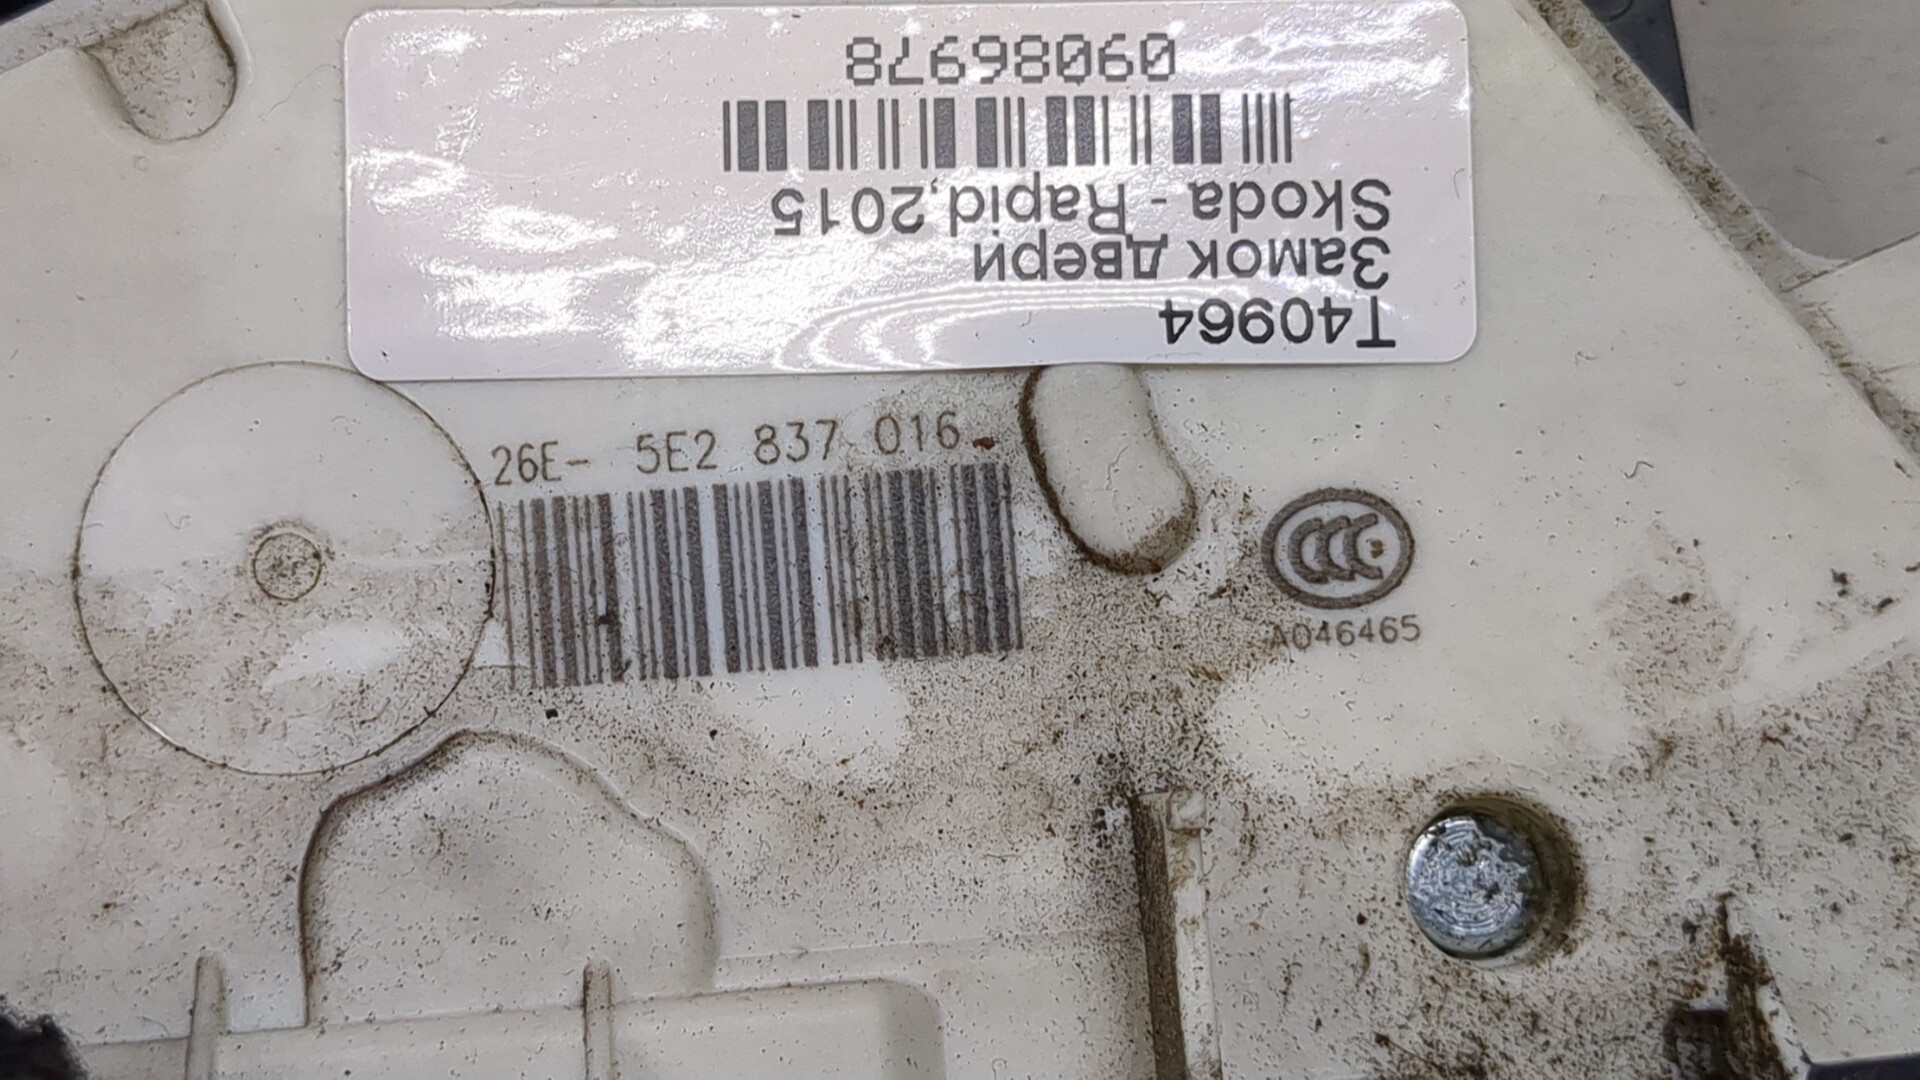 T40964
Замок двери
Skoda - Rapid,2015
09086978
26E- 5E2 837 016
CCC
A046465